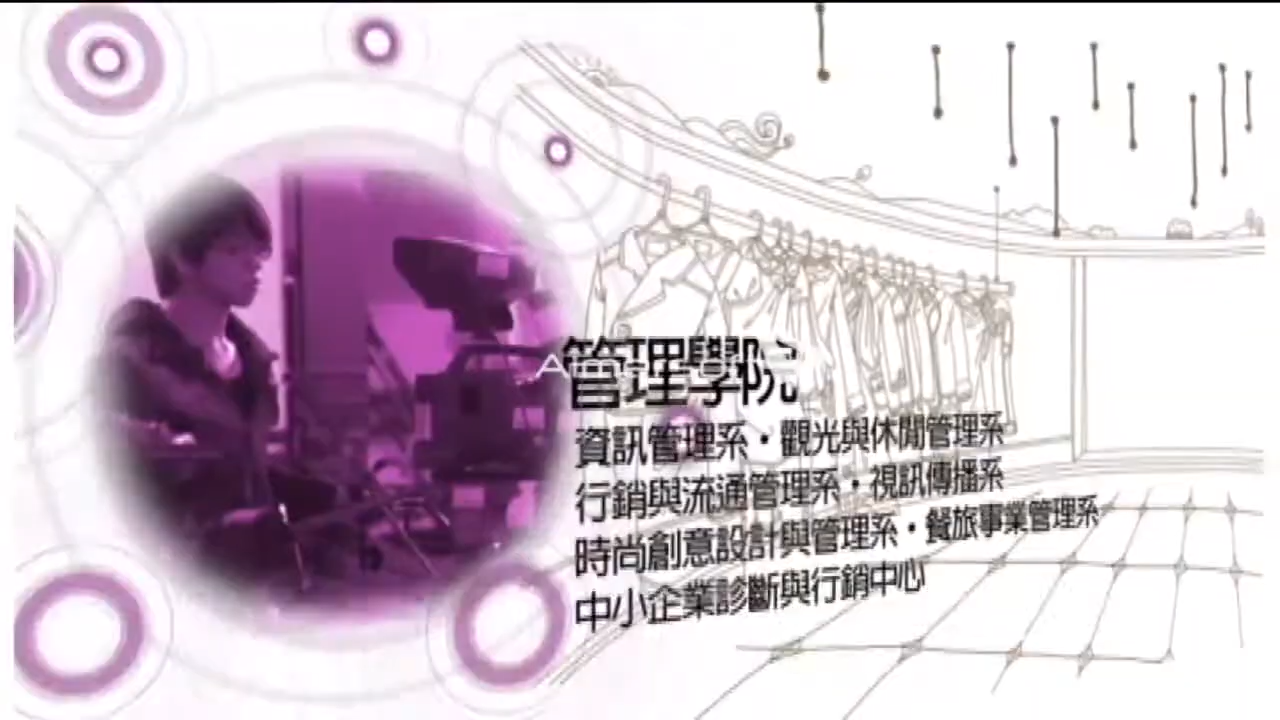 管理學院
資訊管理系・觀光與休閒管理系
行銷與流通管理系・視訊傳播系
時尚創意設計與管理系・餐旅事業管理系
中小企業診斷與行銷中心